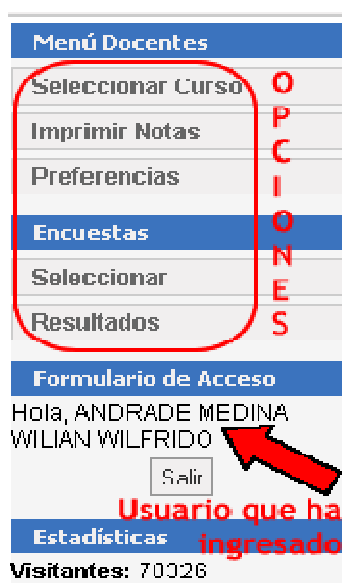 Menú Docentes
Seleccionar Curso
Imprimir Notas
Preferencias
Encuestas
Seleccionar
Resultados
OPCIONES
Formulario de Acceso
Hola, ANDRADE MEDINA
WILIAN WILFRIDO
Salir
Usuario que ha
ingresado
Estadísticas
Visitantes: 70026